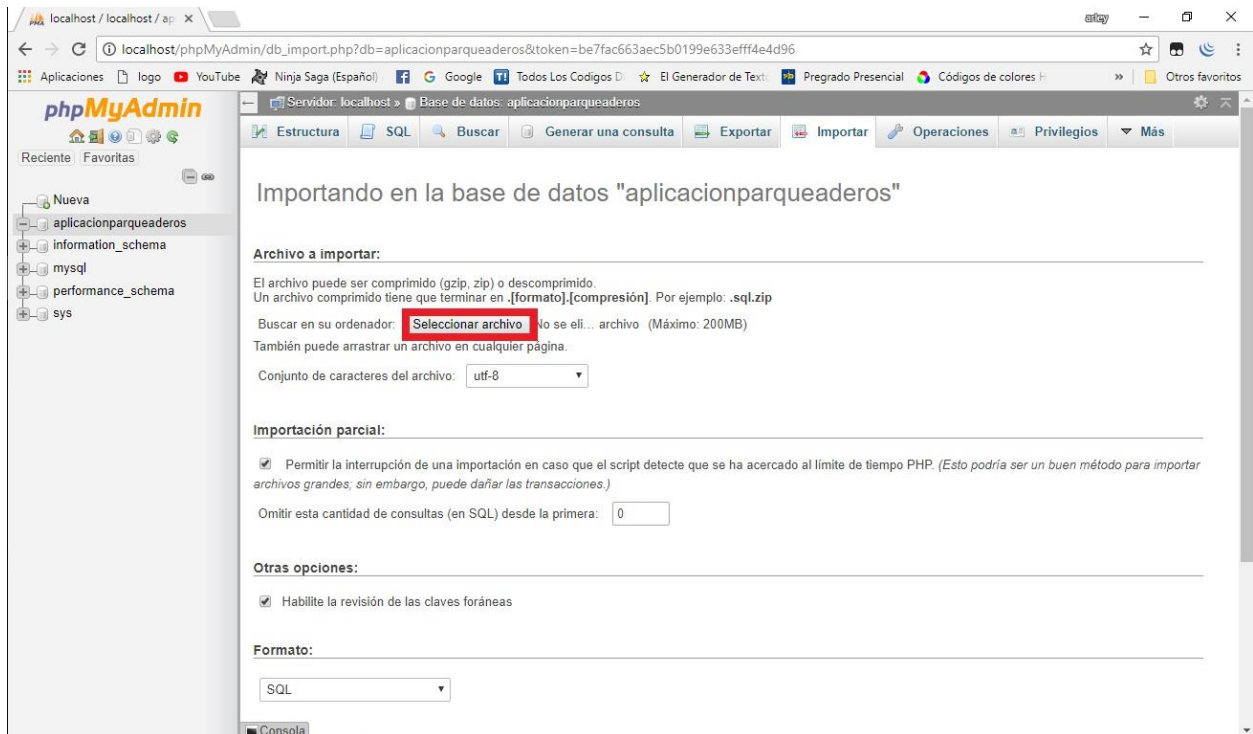 localhost / localhost / ap
localhost/phpMyAdmin/db_import.php?db=aplicacionparqueaderos&token=be7fac663aec5b0199e633efff4e4d96
Aplicaciones logo YouTube Ninja Saga (Español) Google Todos Los Codigos D El Generador de Text Pregrado Presencial Códigos de colores H » Otros favoritos
phpMyAdmin
Reciente Favoritas
Nueva
aplicacionparqueaderos
information_schema
mysql
performance_schema
sys
Servidor: localhost » Base de datos: aplicacionparqueaderos
Estructura SQL Buscar Generar una consulta Exportar Importar Operaciones Privilegios Más
Importando en la base de datos "aplicacionparqueaderos"
Archivo a importar:
El archivo puede ser comprimido (gzip, zip) o descomprimido.
Un archivo comprimido tiene que terminar en .[formato].[compresión]. Por ejemplo: .sql.zip
Buscar en su ordenador: Seleccionar archivo No se eli... archivo (Máximo: 200MB)
También puede arrastrar un archivo en cualquier página.
Conjunto de caracteres del archivo: utf-8
Importación parcial:
Permitir la interrupción de una importación en caso que el script detecte que se ha acercado al límite de tiempo PHP. (Esto podría ser un buen método para importar
archivos grandes; sin embargo, puede dañar las transacciones.)
Omitir esta cantidad de consultas (en SQL) desde la primera: 0
Otras opciones:
Habilite la revisión de las claves foráneas
Formato:
SQL
Consola